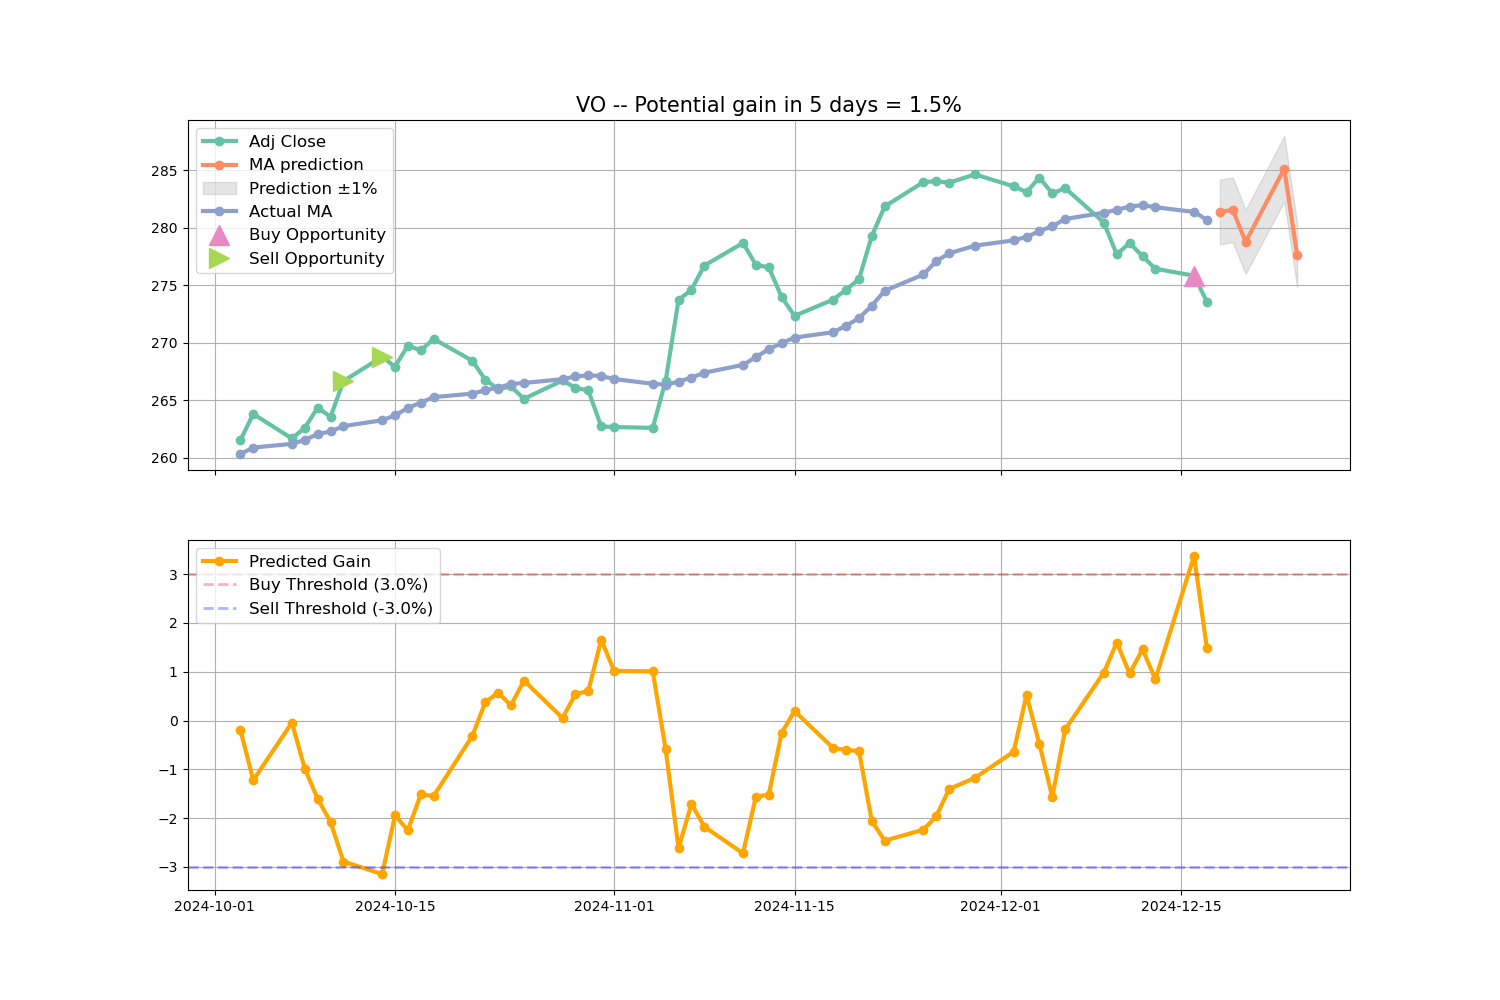 VO -- Potential gain in 5 days = 1.5%
Adj Close
MA prediction
Prediction ±1%
Actual MA
Buy Opportunity
Sell Opportunity
285
280
275
270
265
260
Predicted Gain
Buy Threshold (3.0%)
Sell Threshold (-3.0%)
3
2
1
0
−1
−2
−3
2024-10-01 2024-10-15 2024-11-01 2024-11-15 2024-12-01 2024-12-15